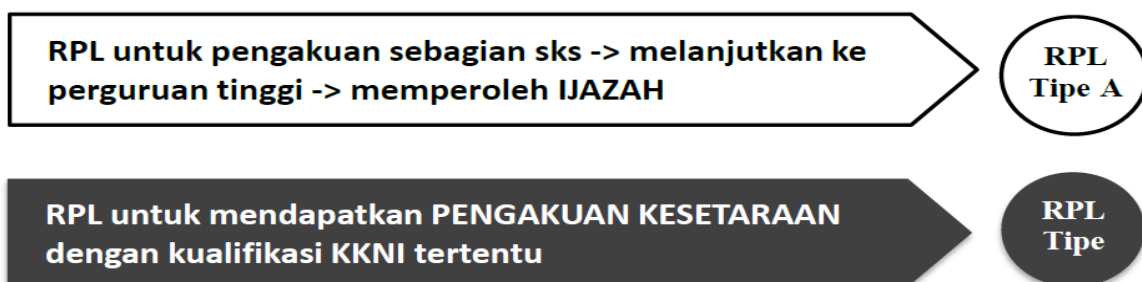 RPL untuk pengakuan sebagian sks -> melanjutkan ke
perguruan tinggi -> memperoleh IJAZAH
RPL
Tipe A
RPL untuk mendapatkan PENGAKUAN KESETARAAN
dengan kualifikasi KKNI tertentu
RPL
Tipe